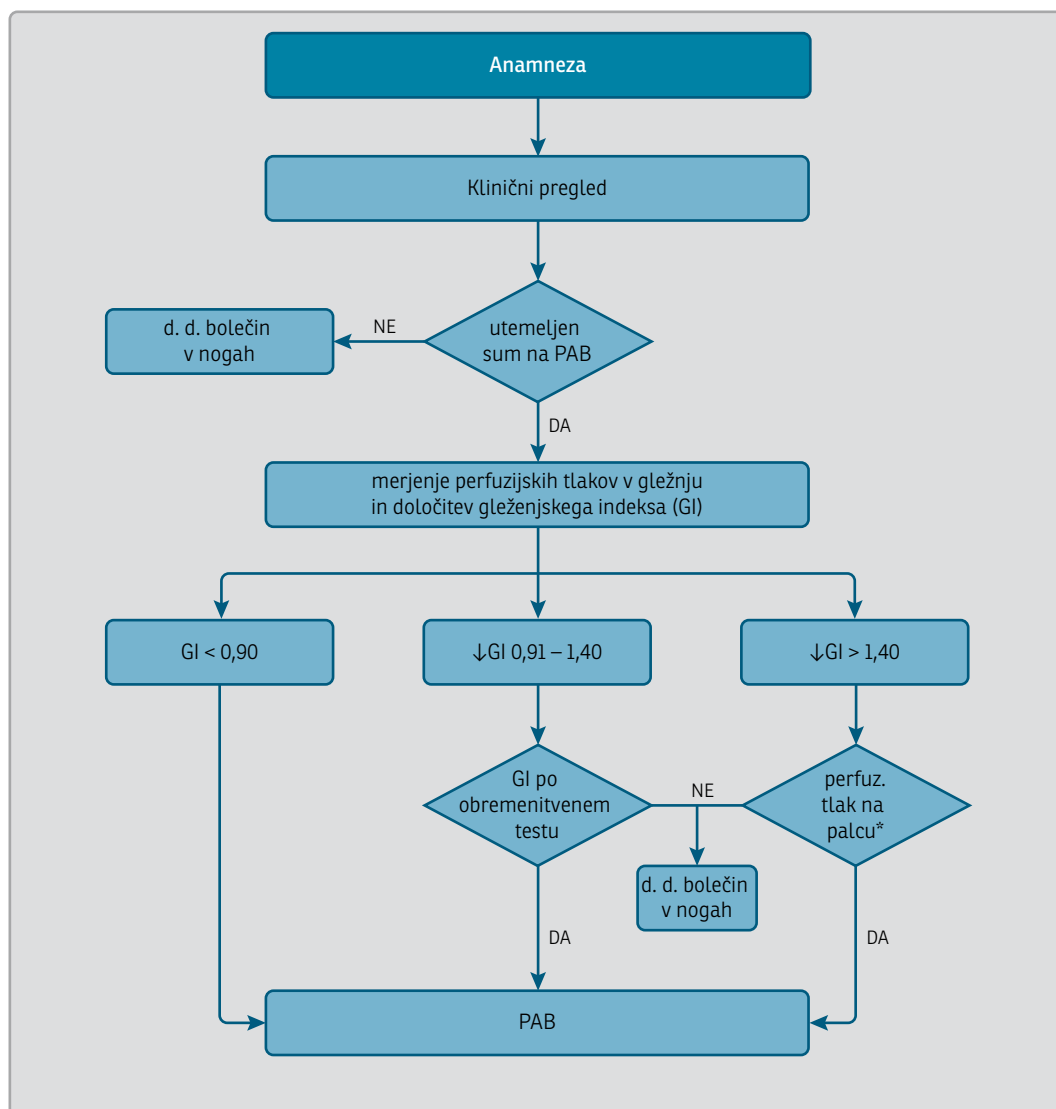 Anamneza
Klinični pregled
utemeljen
sum na PAB
NE
d. d. bolečin
v nogah
DA
merjenje perfuzijskih tlakov v gležnju
in določitev gleženjskega indeksa (GI)
GI < 0,90
↓GI 0,91 – 1,40
↓GI > 1,40
GI po
obremenitvenem
testu
NE
perfuz.
tlak na
palcu*
d. d. bolečin
v nogah
DA
DA
PAB